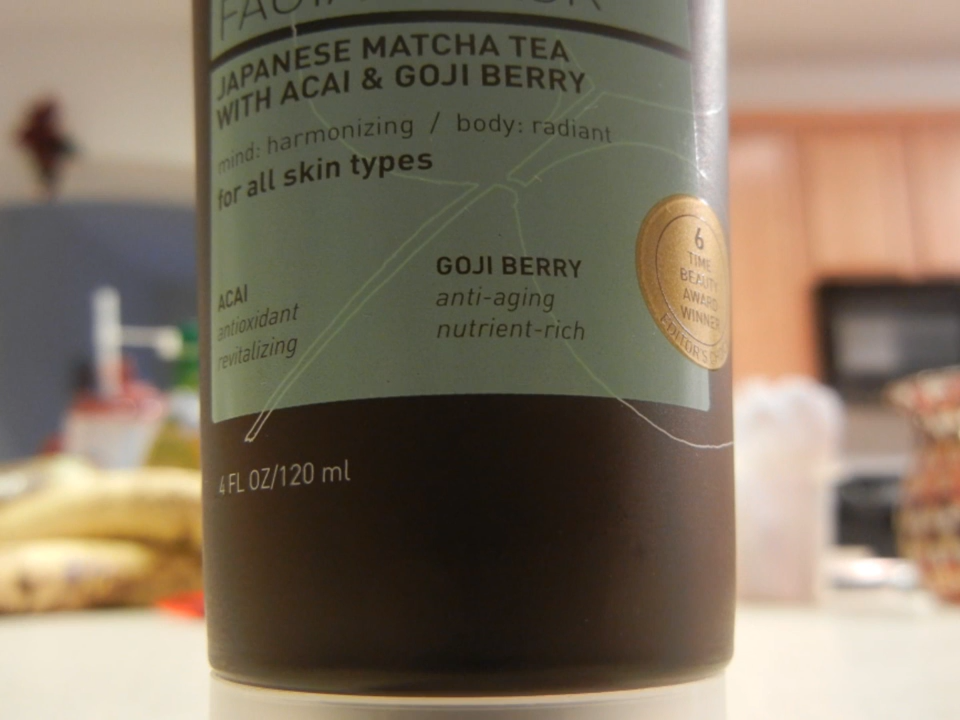 JAPANESE MATCHA TEA
WITH ACAI & GOJI BERRY
mind: harmonizing / body: radiant
for all skin types
ACAI
antioxidant
revitalizing
GOJI BERRY
anti-aging
nutrient-rich
6
TIME
BEAUTY
AWARD
WINNER
EDITOR'S
4 FL OZ/120 ml